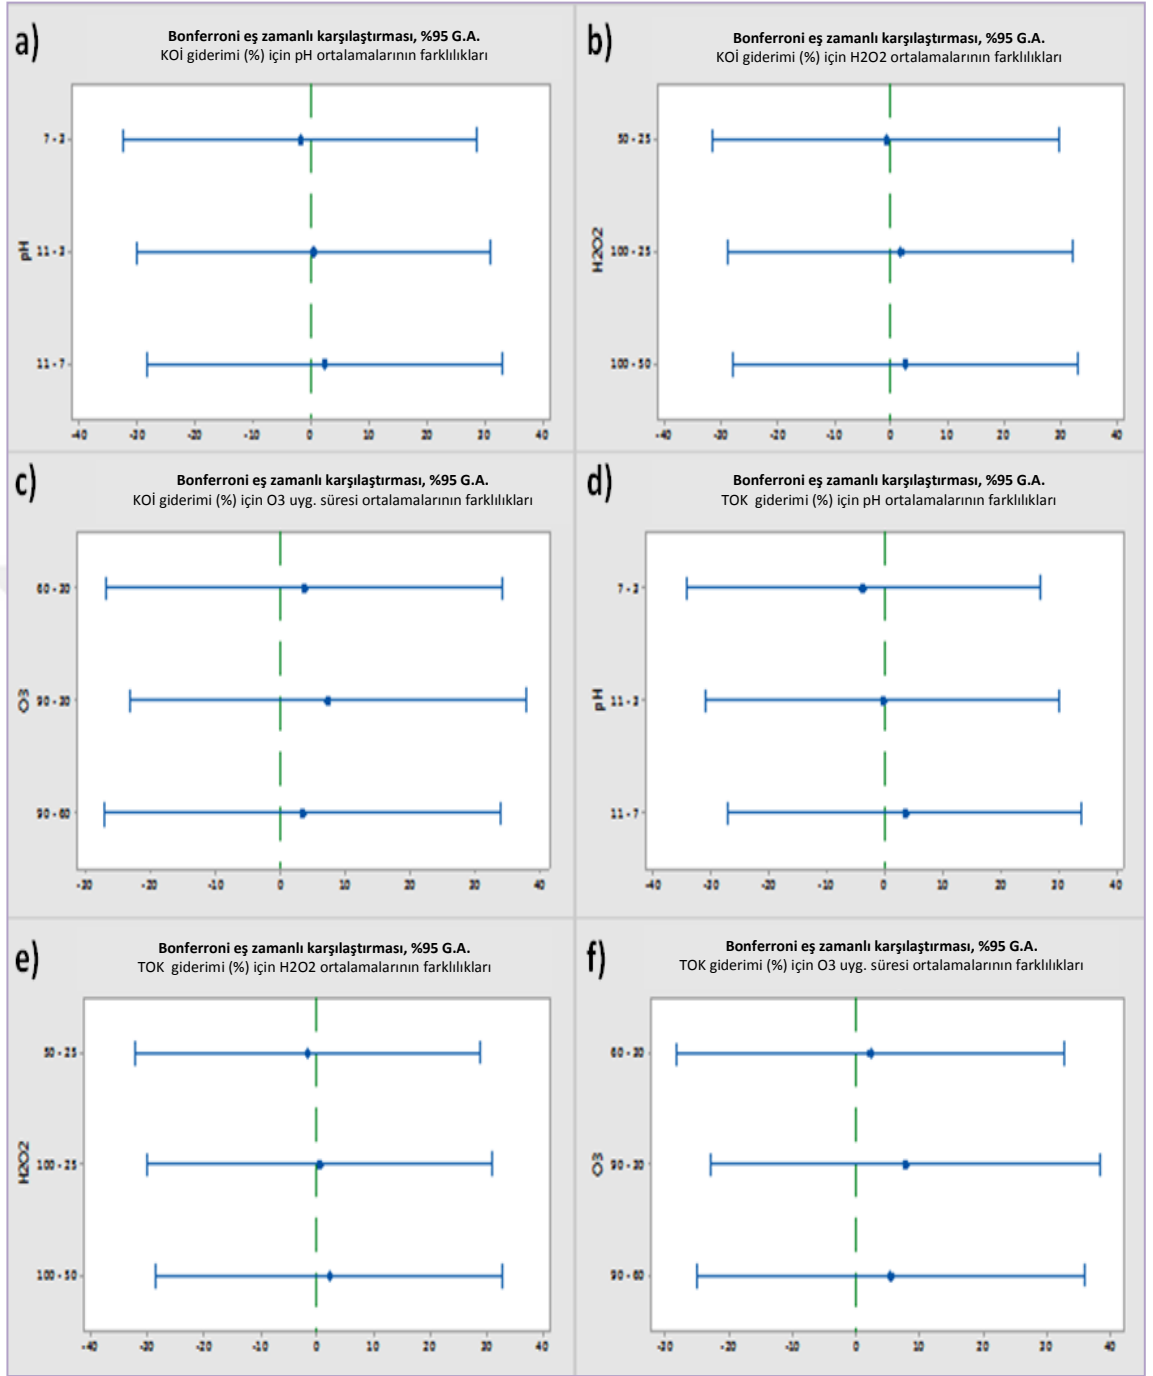 a)
Bonferroni eş zamanlı karşılaştırması, %95 G.A.
KOİ giderimi (%) için pH ortalamalarının farklılıkları
pH
7 - 3
11 - 3
11 - 7
-40 -30 -20 -10 0 10 20 30 40
b)
Bonferroni eş zamanlı karşılaştırması, %95 G.A.
KOİ giderimi (%) için H2O2 ortalamalarının farklılıkları
H2O2
50 - 25
100 - 25
100 - 50
-40 -30 -20 -10 0 10 20 30 40
c)
Bonferroni eş zamanlı karşılaştırması, %95 G.A.
KOİ giderimi (%) için O3 uyg. süresi ortalamalarının farklılıkları
O3
60 - 30
90 - 30
90 - 60
-30 -20 -10 0 10 20 30 40
d)
Bonferroni eş zamanlı karşılaştırması, %95 G.A.
TOK giderimi (%) için pH ortalamalarının farklılıkları
pH
7 - 3
11 - 3
11 - 7
-40 -30 -20 -10 0 10 20 30 40
e)
Bonferroni eş zamanlı karşılaştırması, %95 G.A.
TOK giderimi (%) için H2O2 ortalamalarının farklılıkları
H2O2
50 - 25
100 - 25
100 - 50
-40 -30 -20 -10 0 10 20 30 40
f)
Bonferroni eş zamanlı karşılaştırması, %95 G.A.
TOK giderimi (%) için O3 uyg. süresi ortalamalarının farklılıkları
O3
60 - 30
90 - 30
90 - 60
-30 -20 -10 0 10 20 30 40